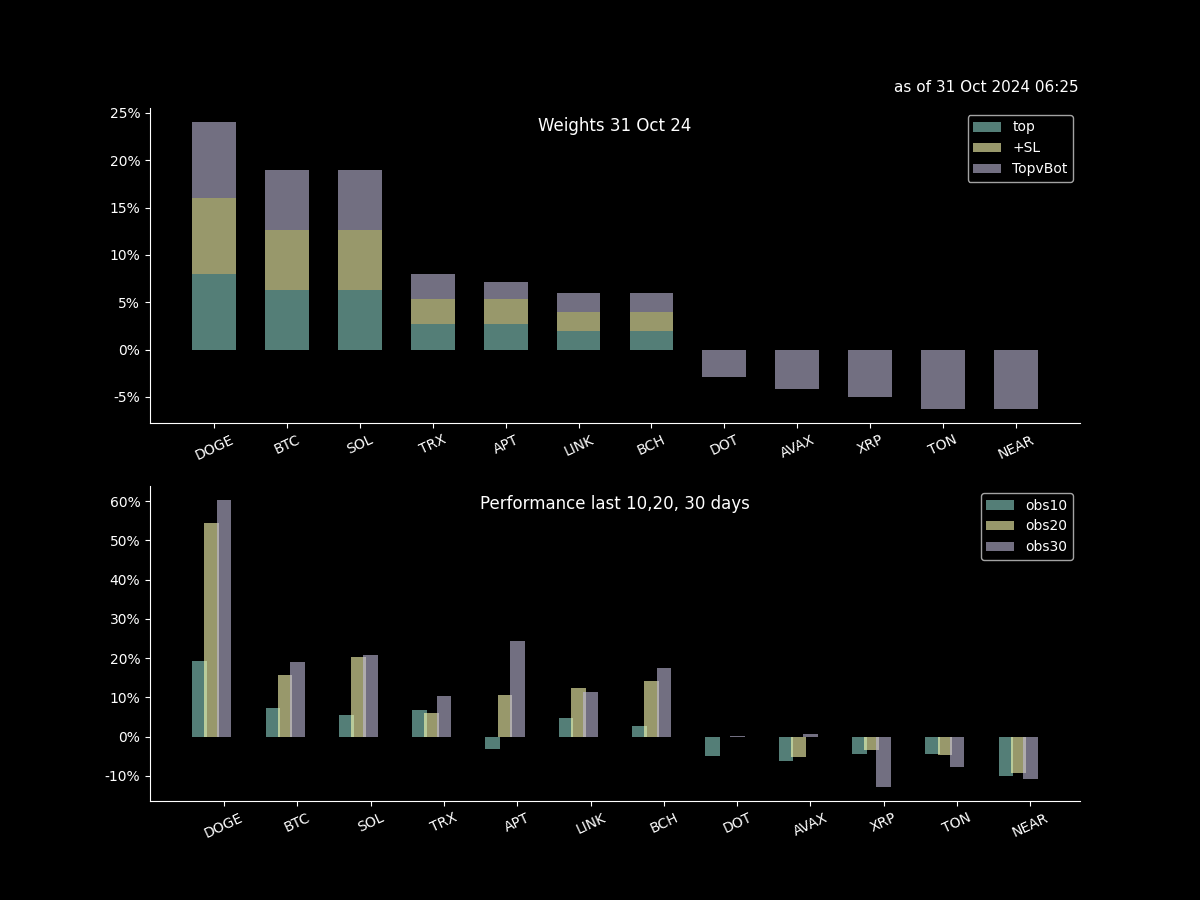 as of 31 Oct 2024 06:25
Weights 31 Oct 24
top
+SL
TopvBot
25%
20%
15%
10%
5%
0%
-5%
DOGE BTC SOL TRX APT LINK BCH DOT AVAX XRP TON NEAR
Performance last 10,20, 30 days
obs10
obs20
obs30
60%
50%
40%
30%
20%
10%
0%
-10%
DOGE BTC SOL TRX APT LINK BCH DOT AVAX XRP TON NEAR